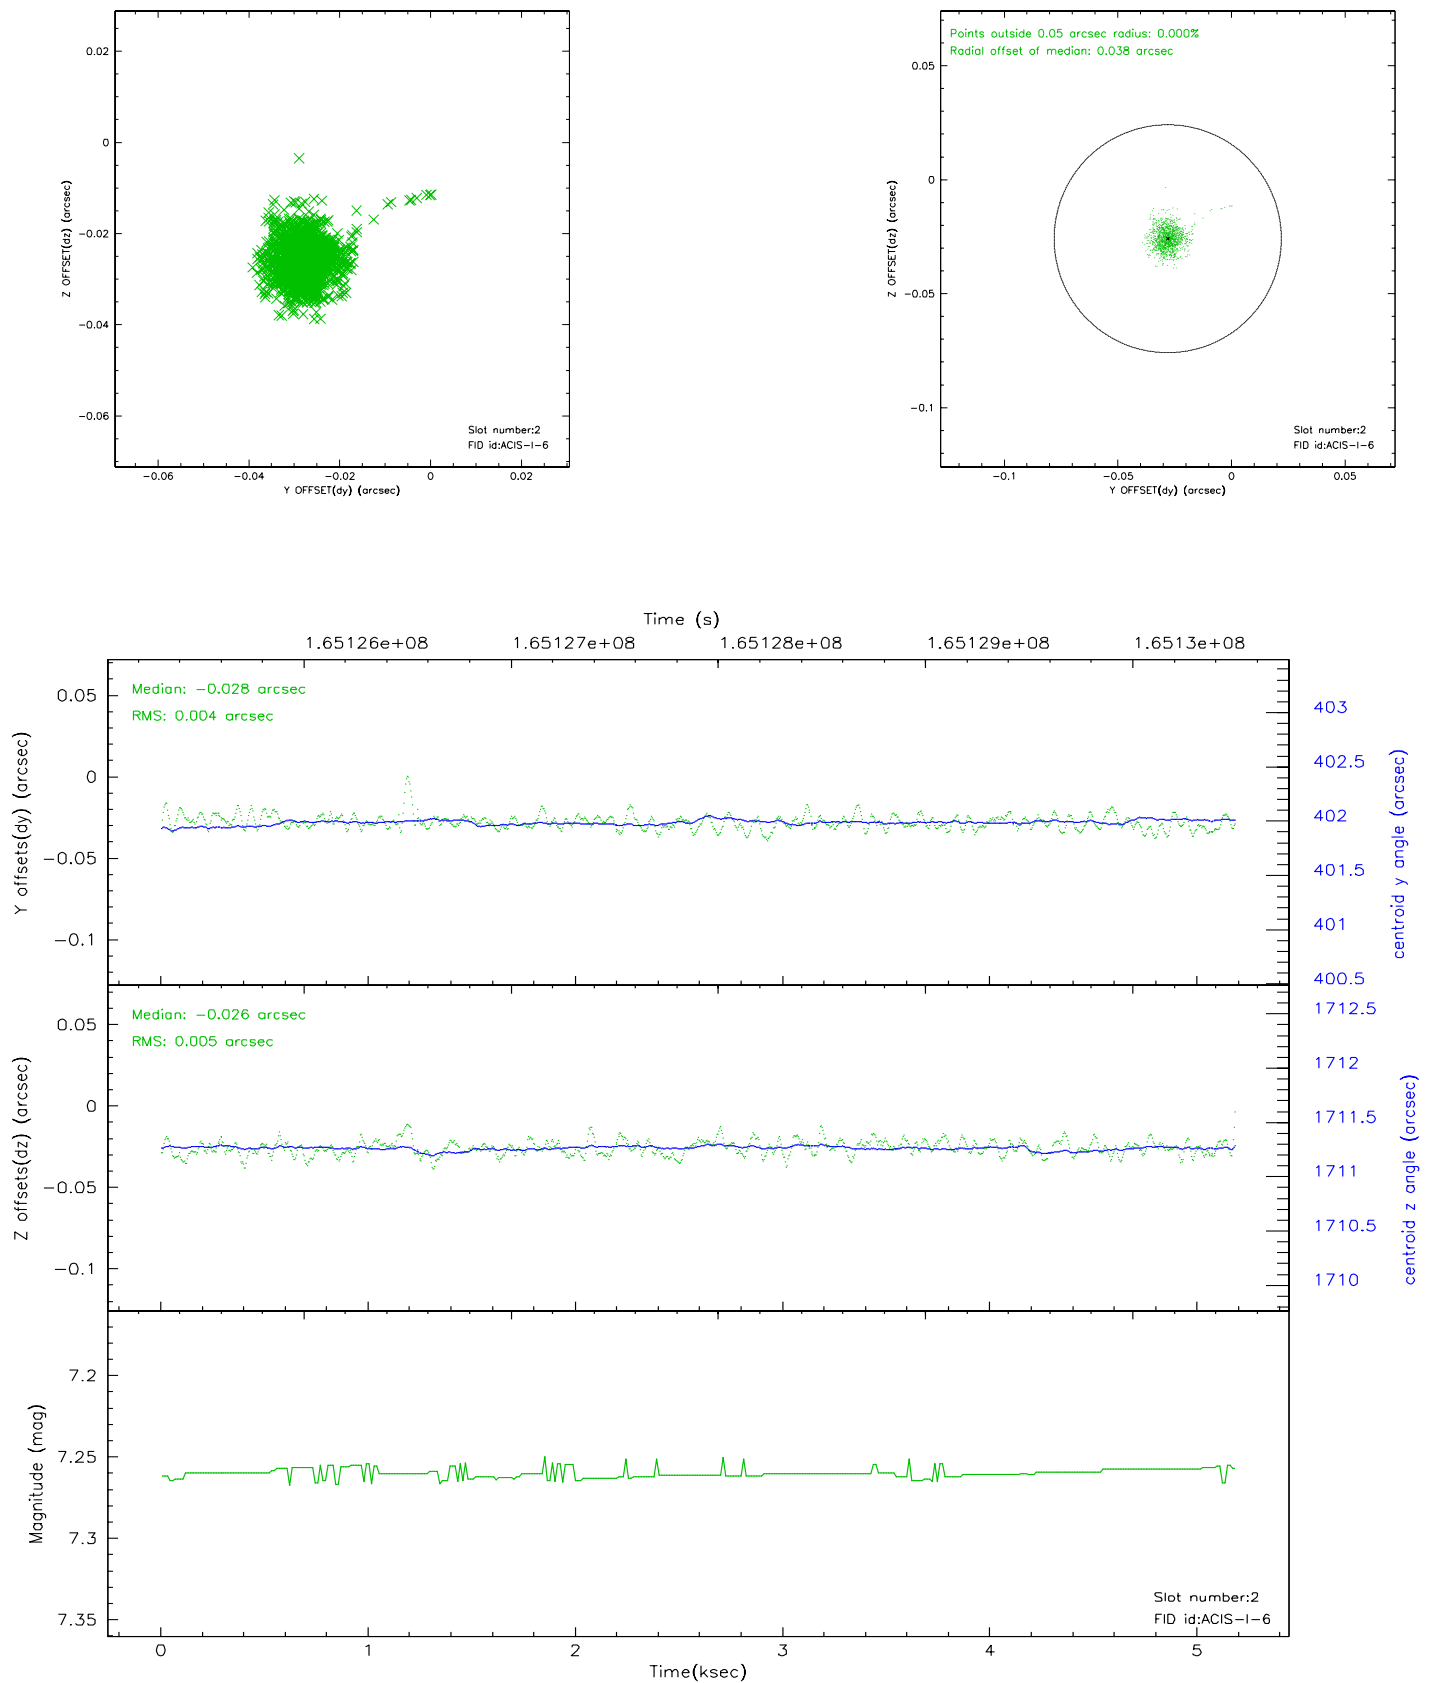 0.02
0
−0.02
−0.04
−0.06
Z OFFSET(dz) (arcsec)
Slot number:2
FID id:ACIS−I−6
−0.06
−0.04
−0.02
0
0.02
Y OFFSET(dy) (arcsec)
Points outside 0.05 arcsec radius: 0.000%
Radial offset of median: 0.038 arcsec
0.05
0
−0.05
−0.1
Z OFFSET(dz) (arcsec)
Slot number:2
FID id:ACIS−I−6
−0.1
−0.05
0
0.05
Y OFFSET(dy) (arcsec)
Time (s)
1.65126e+08
1.65127e+08
1.65128e+08
1.65129e+08
1.6513e+08
Median: −0.028 arcsec
RMS: 0.004 arcsec
0.05
0
−0.05
−0.1
Y offsets(dy) (arcsec)
403
402.5
402
401.5
401
400.5
centroid y angle (arcsec)
Median: −0.026 arcsec
RMS: 0.005 arcsec
0.05
0
−0.05
−0.1
Z offsets(dz) (arcsec)
1712.5
1712
1711.5
1711
1710.5
1710
centroid z angle (arcsec)
7.2
7.25
7.3
7.35
Magnitude (mag)
Slot number:2
FID id:ACIS−I−6
0
1
2
3
4
5
Time(ksec)